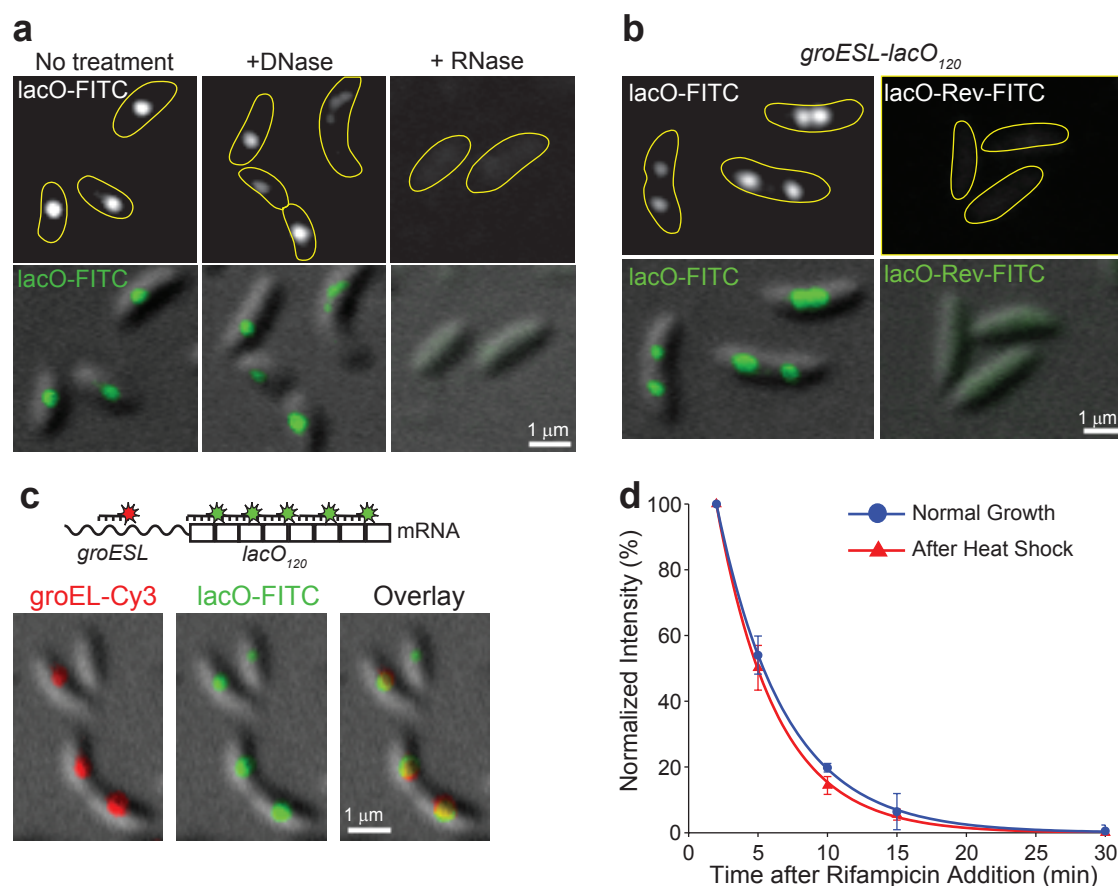 a
No treatment
+DNase
+ RNase
lacO-FITC
lacO-FITC
1 µm
b
groESL-lacO120
lacO-FITC
lacO-Rev-FITC
lacO-FITC
lacO-Rev-FITC
1 µm
c
groESL
lacO120
mRNA
groEL-Cy3
lacO-FITC
Overlay
1 µm
d
Normal Growth
After Heat Shock
Normalized Intensity (%)
100
80
60
40
20
0
0 5 10 15 20 25 30
Time after Rifampicin Addition (min)